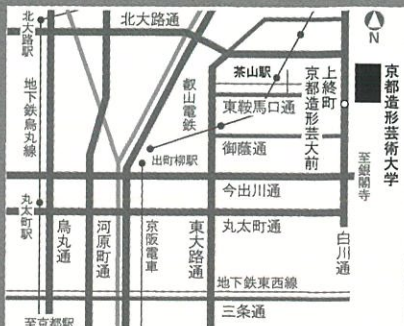 北大路通
北大路駅
地下鉄烏丸線
叡山電鉄
茶山駅
東鞍馬口通
上終町
京都造形芸大前
N
京都造形芸術大学
至銀閣寺
御蔭通
出町柳駅
今出川通
丸太町駅
烏丸通
河原町通
京阪電車
東大路通
丸太町通
白川通
地下鉄東西線
三条通
至京都駅